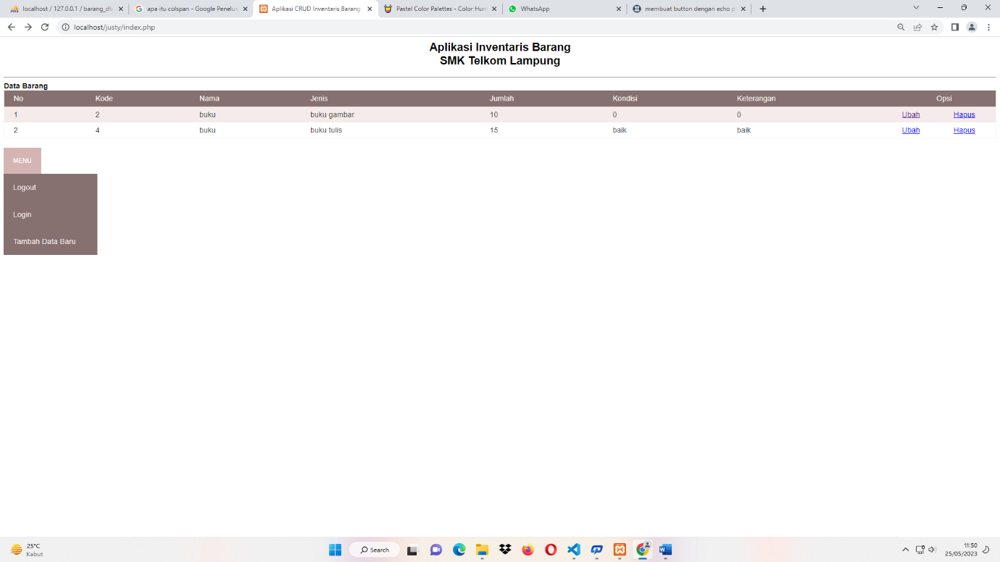 localhost / 127.0.0.1 / barang_db
apa itu colspan - Google Penelus
Aplikasi CRUD Inventaris Barang
Pastel Color Palettes - Color Hun
WhatsApp
membuat button dengan echo p
localhost/justy/index.php
Aplikasi Inventaris Barang
SMK Telkom Lampung
Data Barang
No Kode Nama Jenis Jumlah Kondisi Keterangan Opsi
1 2 buku buku gambar 10 0 0 Ubah Hapus
2 4 buku buku tulis 15 baik baik Ubah Hapus
MENU
Logout
Login
Tambah Data Baru
25°C
Kabut
Search
11:50
25/05/2023